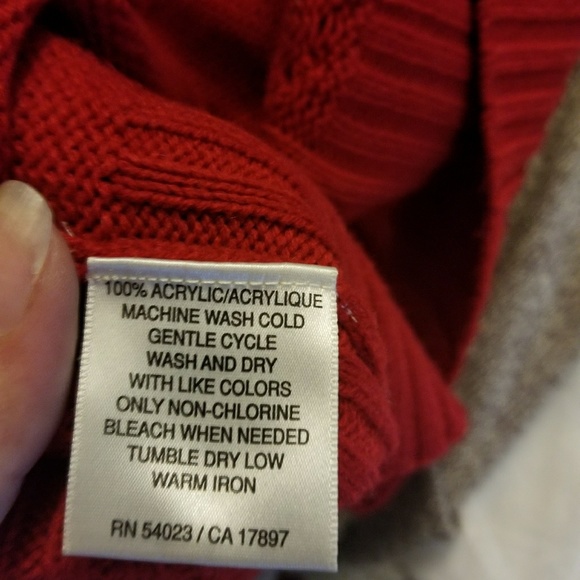 100% ACRYLIC/ACRYLIQUE
MACHINE WASH COLD
GENTLE CYCLE
WASH AND DRY
WITH LIKE COLORS
ONLY NON-CHLORINE
BLEACH WHEN NEEDED
TUMBLE DRY LOW
WARM IRON
RN 54023 / CA 17897